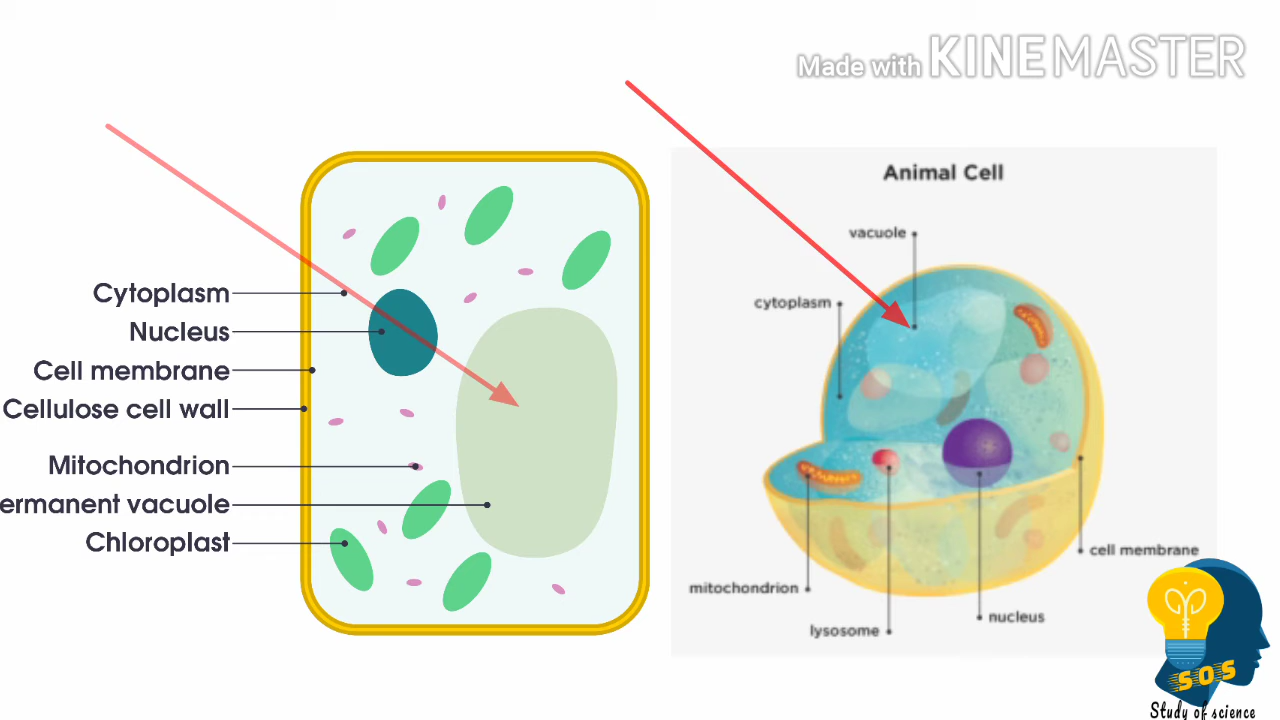 Made with KINEMASTER
Animal Cell
vacuole
cytoplasm
Cytoplasm
Nucleus
Cell membrane
Cellulose cell wall
Mitochondrion
ermanent vacuole
Chloroplast
cell membrane
mitochondrion
nucleus
lysosome
SOS
Study of science